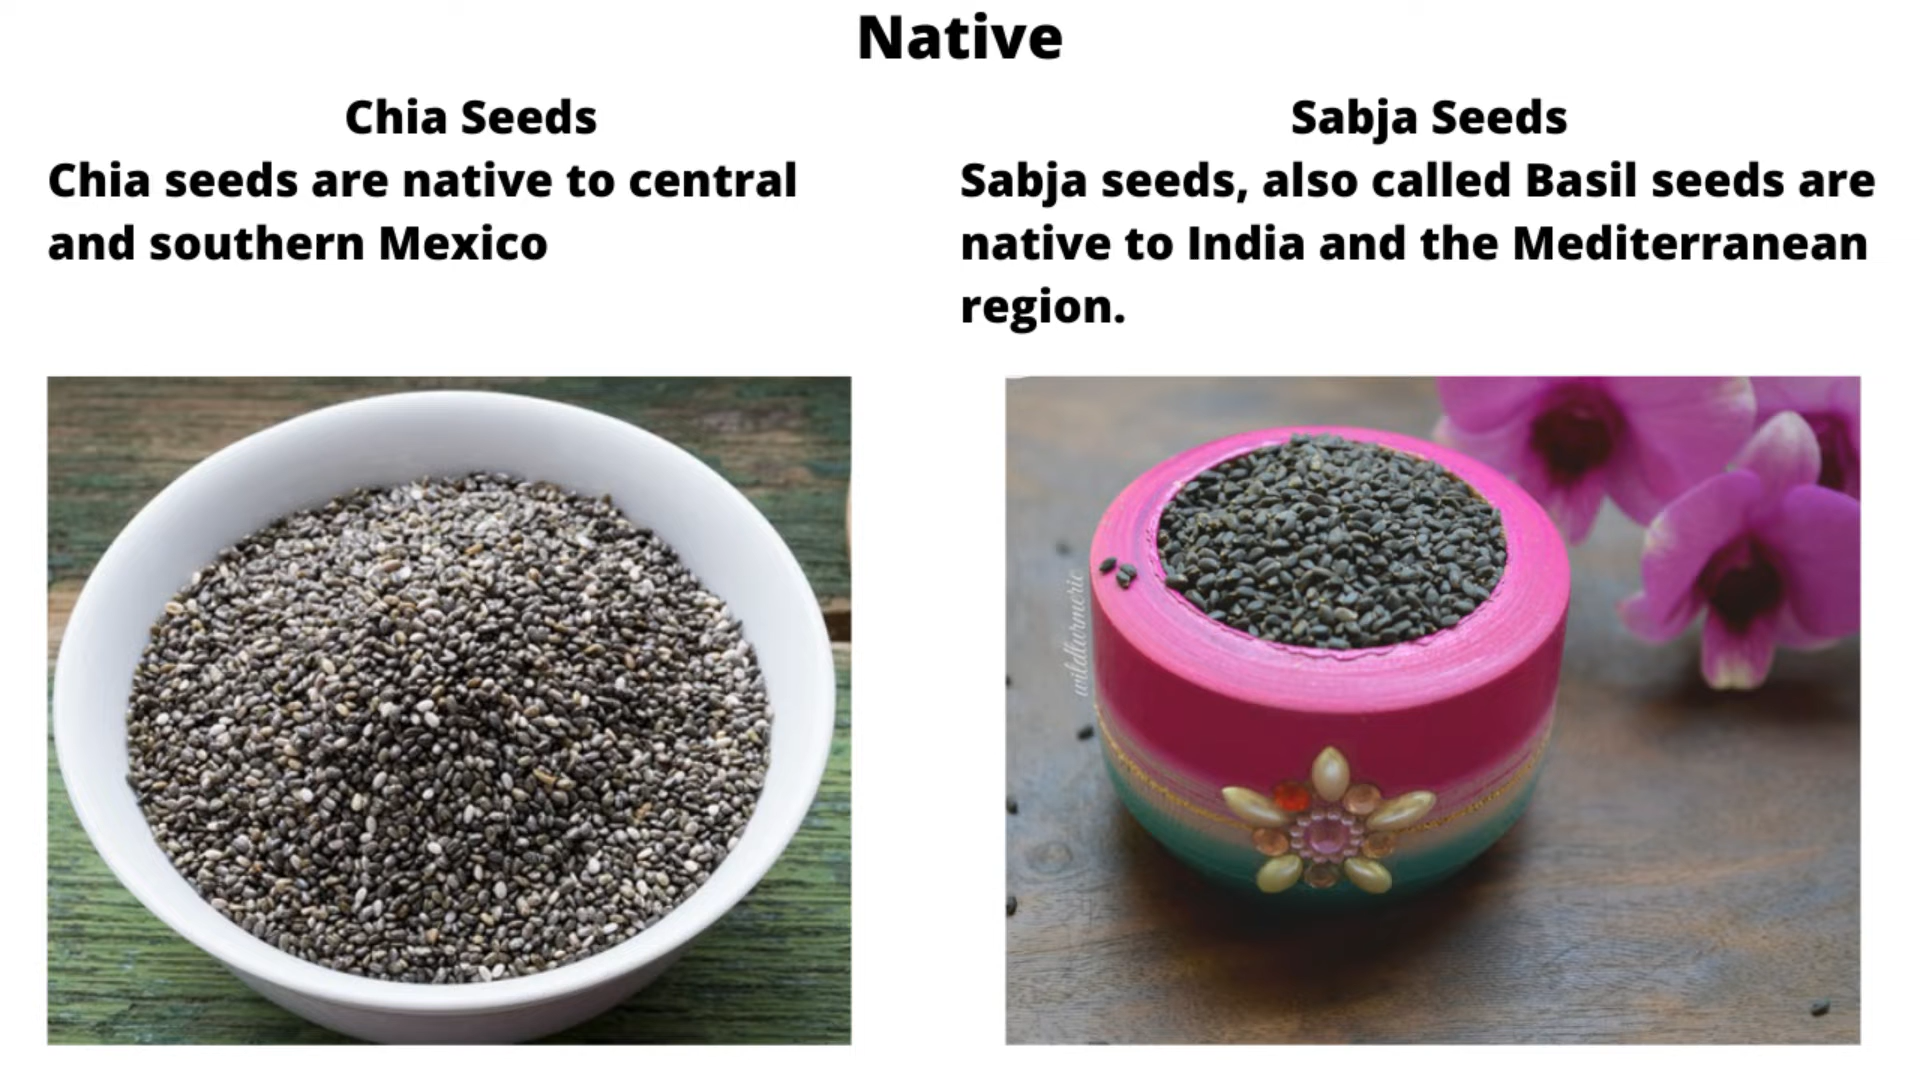 Native
Chia Seeds
Chia seeds are native to central
and southern Mexico
Sabja Seeds
Sabja seeds, also called Basil seeds are
native to India and the Mediterranean
region.
wildturmeric